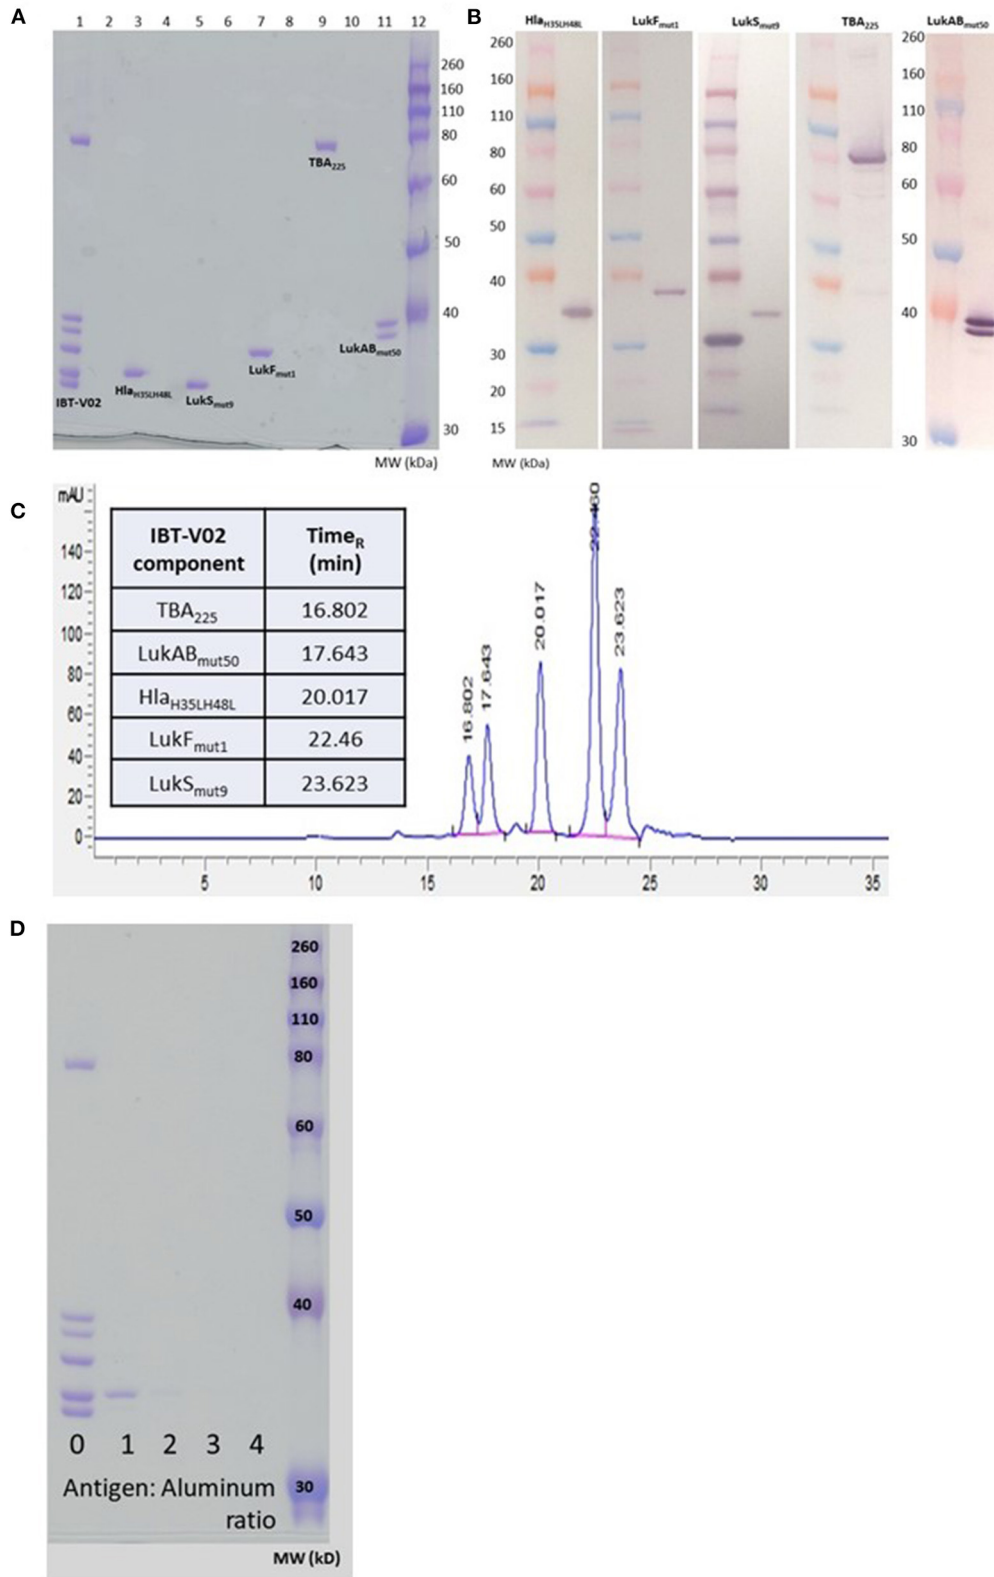 A
1 2 3 4 5 6 7 8 9 10 11 12
260
160
110
80
60
50
40
30
TBA225
IBT-V02
HlaH35LH48L
LukSmut9
LukFmut1
LukABmut50
MW (kDa)
B
HlaH35LH48L LukFmut1 LukSmut9 TBA225 LukABmut50
260
160
110
80
60
50
40
30
20
15
260
160
110
80
60
50
40
30
MW (kDa)
C
mAU
140
120
100
80
60
40
20
0
IBT-V02 component TimeR (min)
TBA225 16.802
LukABmut50 17.643
HlaH35LH48L 20.017
LukFmut1 22.46
LukSmut9 23.623
16.802
17.643
20.017
22.460
23.623
5 10 15 20 25 30 35
D
260
160
110
80
60
50
40
30
0 1 2 3 4
Antigen: Aluminum
ratio
MW (kD)